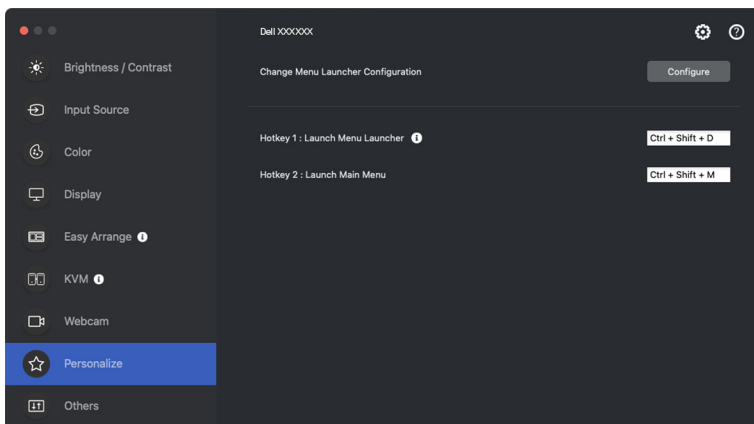 Dell XXXXXX
Brightness / Contrast
Input Source
Color
Display
Easy Arrange
KVM
Webcam
Personalize
Others
Change Menu Launcher Configuration
Configure
Hotkey 1 : Launch Menu Launcher
Ctrl + Shift + D
Hotkey 2 : Launch Main Menu
Ctrl + Shift + M